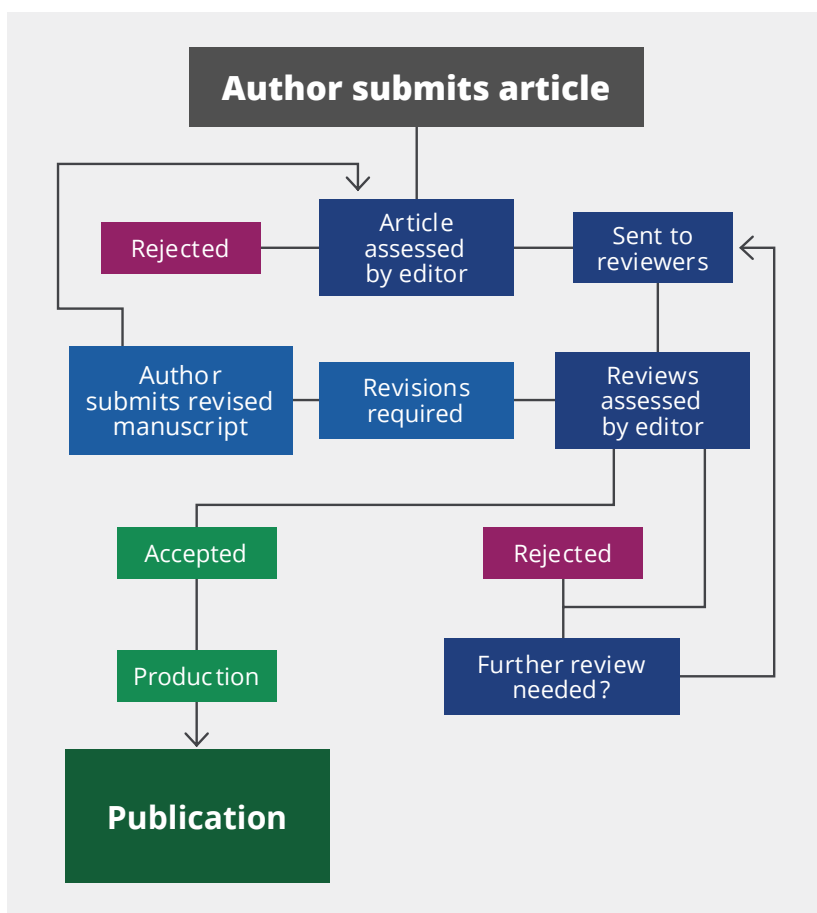 Author submits article
Article
assessed
by editor
Rejected
Sent to
reviewers
Author
submits revised
manuscript
Revisions
required
Reviews
assessed
by editor
Accepted
Rejected
Production
Further review
needed?
Publication